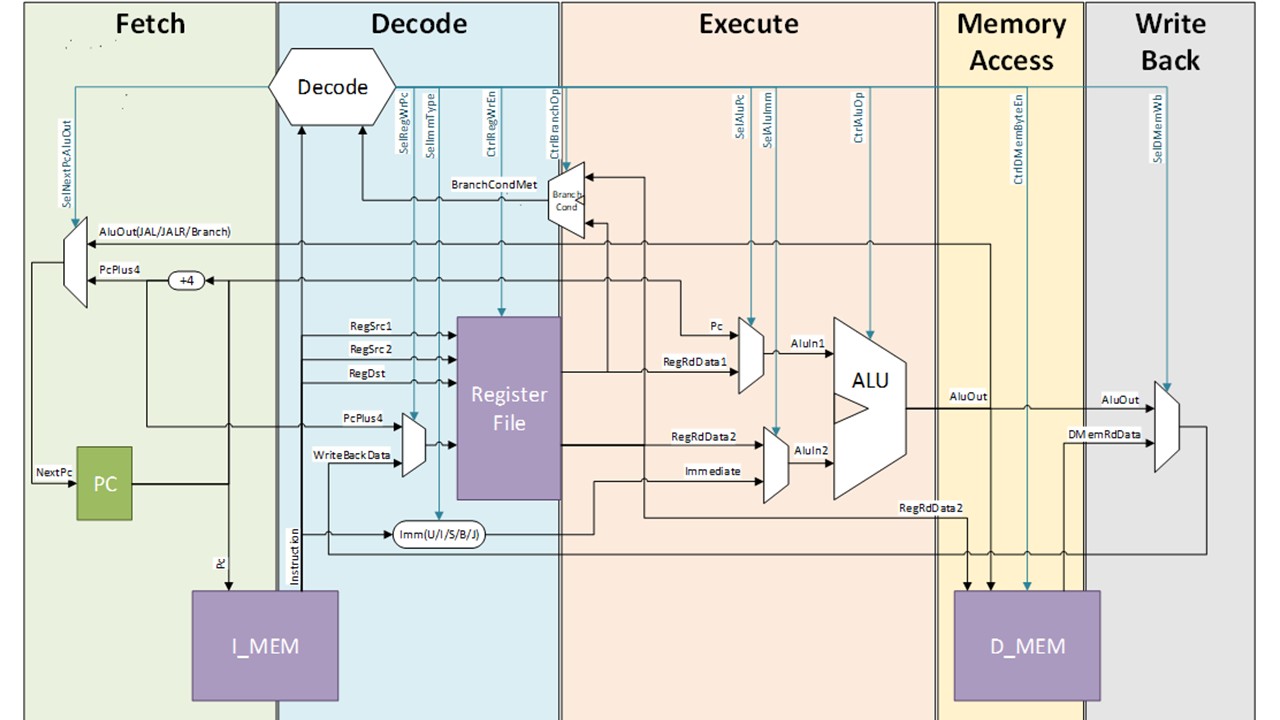 Fetch
Decode
Execute
Memory
Access
Write
Back
Decode
SelNextPcAluOut
SelRegWrPc
SelImmType
CtrlRegWrEn
CtrlBranchOp
SelAluPc
SelAluImm
CtrlAluOp
CtrlDMemByteEn
SelDMemWb
BranchCondMet
Branch
Cond
AluOut(JAL/JALR/Branch)
PcPlus4
+4
RegSrc1
RegSrc2
RegDst
PcPlus4
WriteBackData
Register
File
Pc
RegRdData1
AluIn1
ALU
RegRdData2
AluIn2
Immediate
AluOut
AluOut
DMemRdData
NextPc
PC
RegRdData2
Imm(U/I/S/B/J)
Pc
Instruction
I_MEM
D_MEM